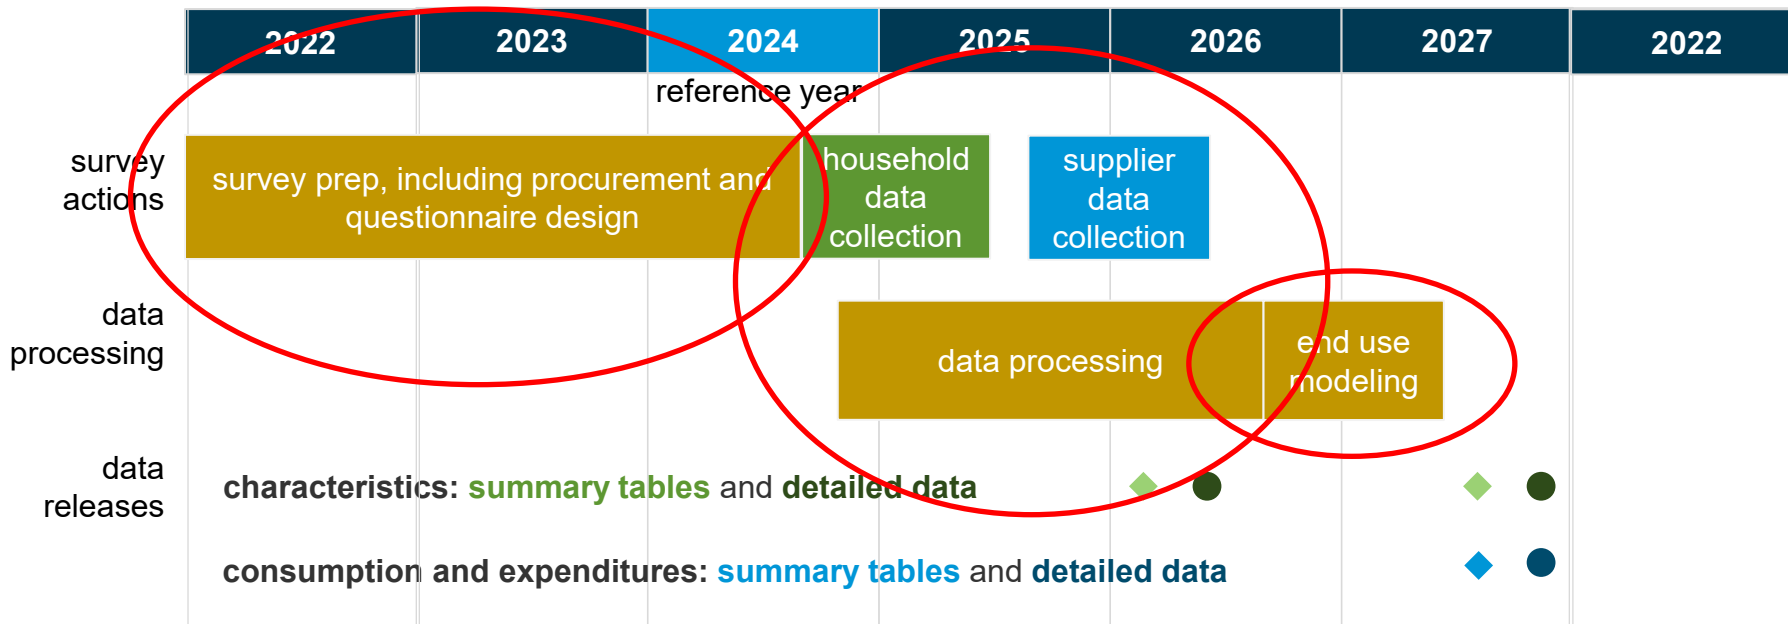 2022 2023 2024 2025 2026 2027 2022
reference year
survey
actions
survey prep, including procurement and
questionnaire design
household
data
collection
supplier
data
collection
data
processing
data processing
end use
modeling
data
releases
characteristics: summary tables and detailed data
consumption and expenditures: summary tables and detailed data